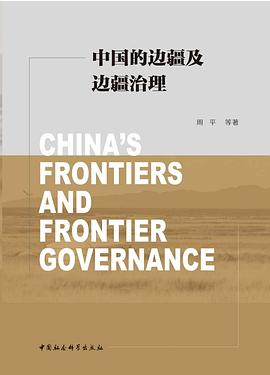 中国的边疆及
边疆治理
周 平 等著
CHINA'S
FRONTIERS
AND
FRONTIER
GOVERNANCE
中国社会科学出版社